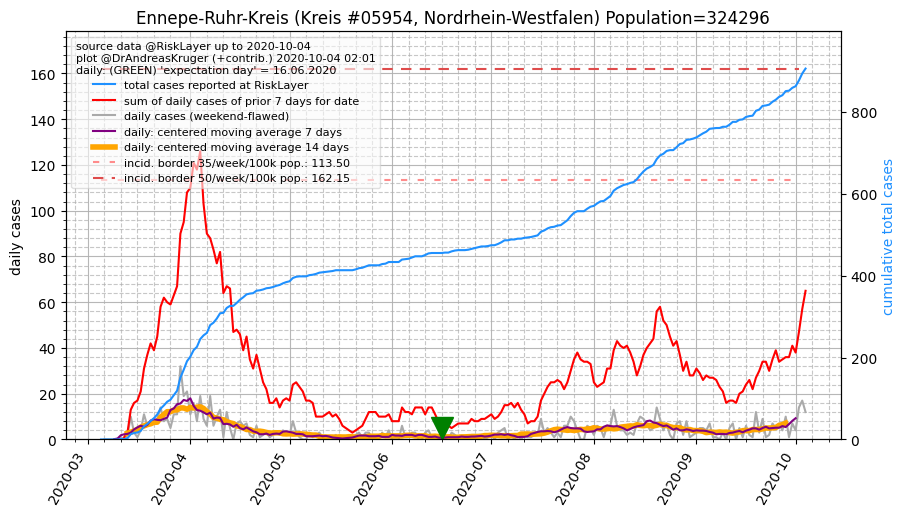 Ennepe-Ruhr-Kreis (Kreis #05954, Nordrhein-Westfalen) Population=324296
source data @RiskLayer up to 2020-10-04
plot @DrAndreasKruger (+contrib.) 2020-10-04 02:01
daily: (GREEN) 'expectation day' = 16.06.2020
total cases reported at RiskLayer
sum of daily cases of prior 7 days for date
daily cases (weekend-flawed)
daily: centered moving average 7 days
daily: centered moving average 14 days
incid. border 35/week/100k pop.: 113.50
incid. border 50/week/100k pop.: 162.15
daily cases
160
140
120
100
80
60
40
20
0
cumulative total cases
800
600
400
200
0
2020-03
2020-04
2020-05
2020-06
2020-07
2020-08
2020-09
2020-10